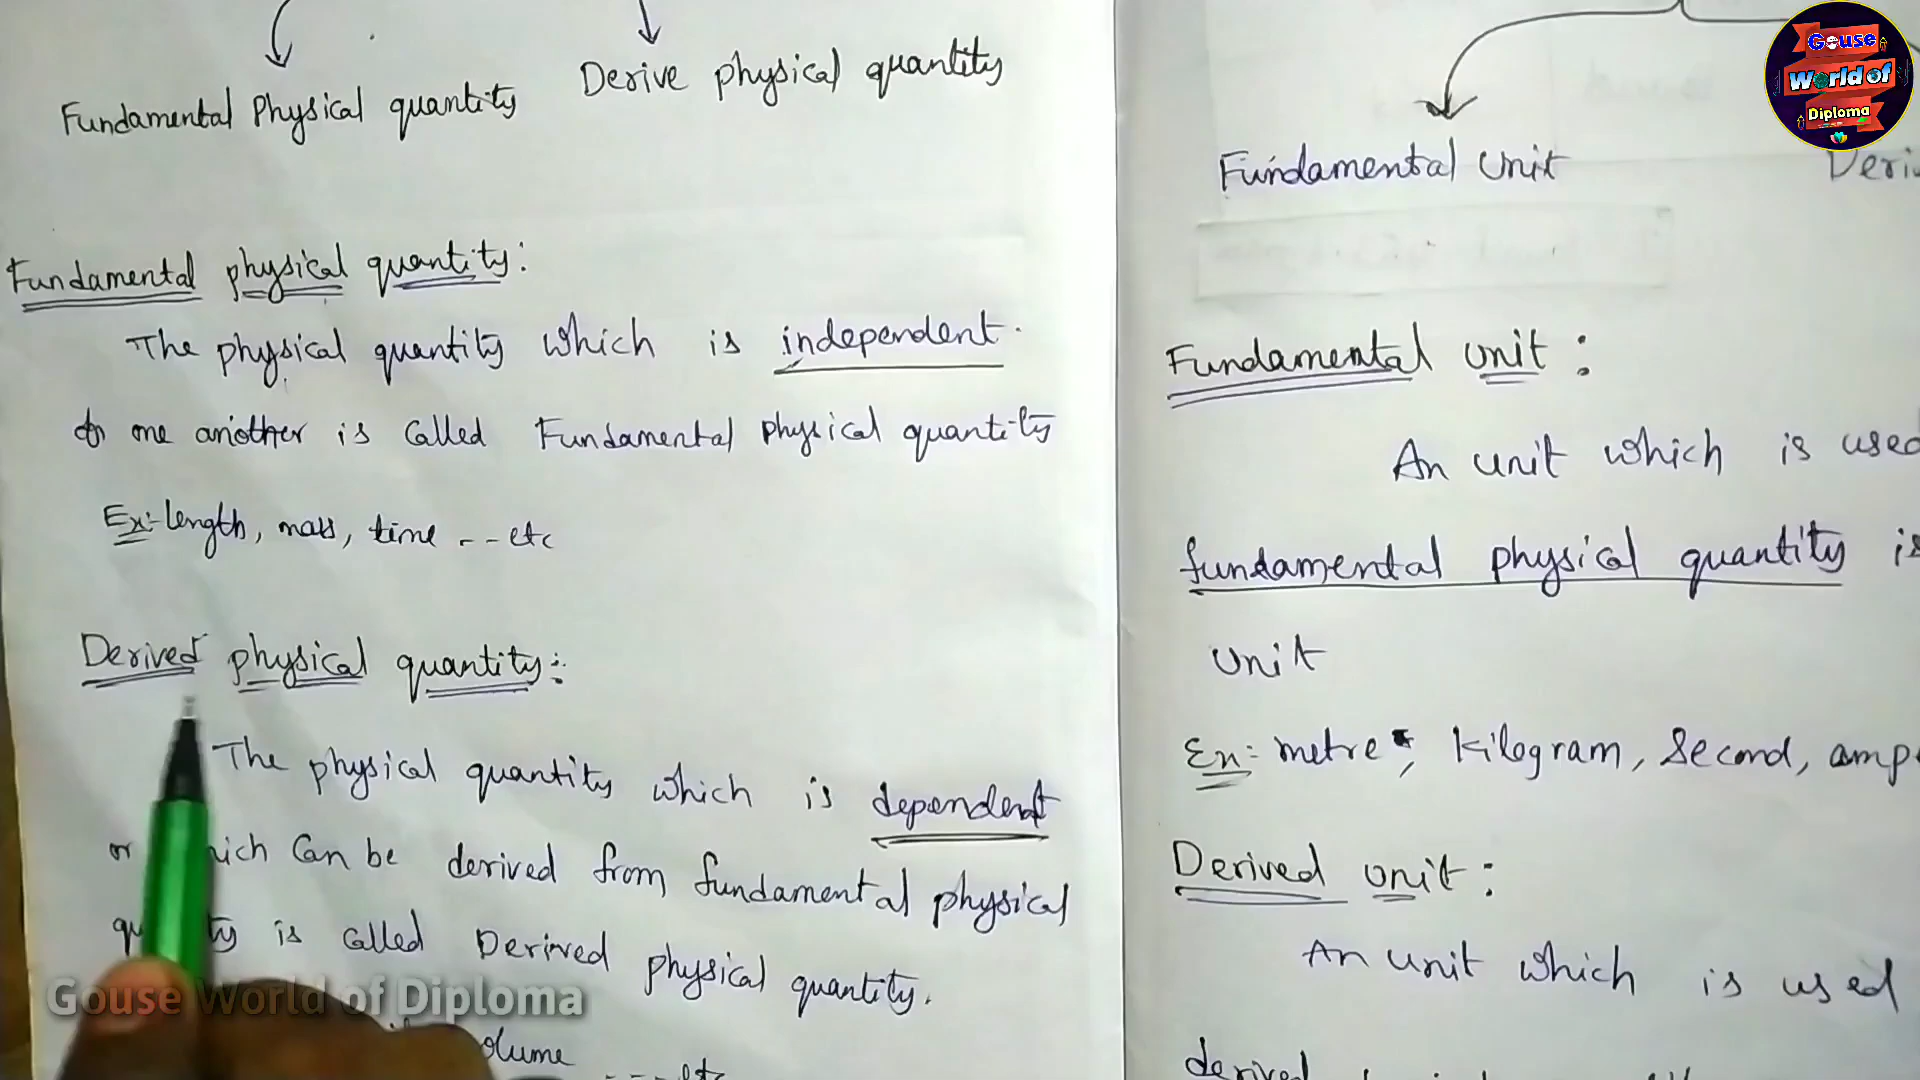 Fundamental Physical quantity
Derive physical quantity
Fundamental physical quantity:
The physical quantity which is independent.
one another is called Fundamental physical quantity
Ex:- length, mass, time -- etc
Derived physical quantity:-
The physical quantity which is dependent
or can be derived from fundamental physical
is called Derived physical quantity.
etc
Fundamental Unit
Fundamental unit:
An unit which is used
fundamental physical quantity is
unit
Ex:- metre, kilogram, Second, amp
Derived unit:
An unit which is used
derived
Gouse
World of
Diploma
Gouse World of Diploma